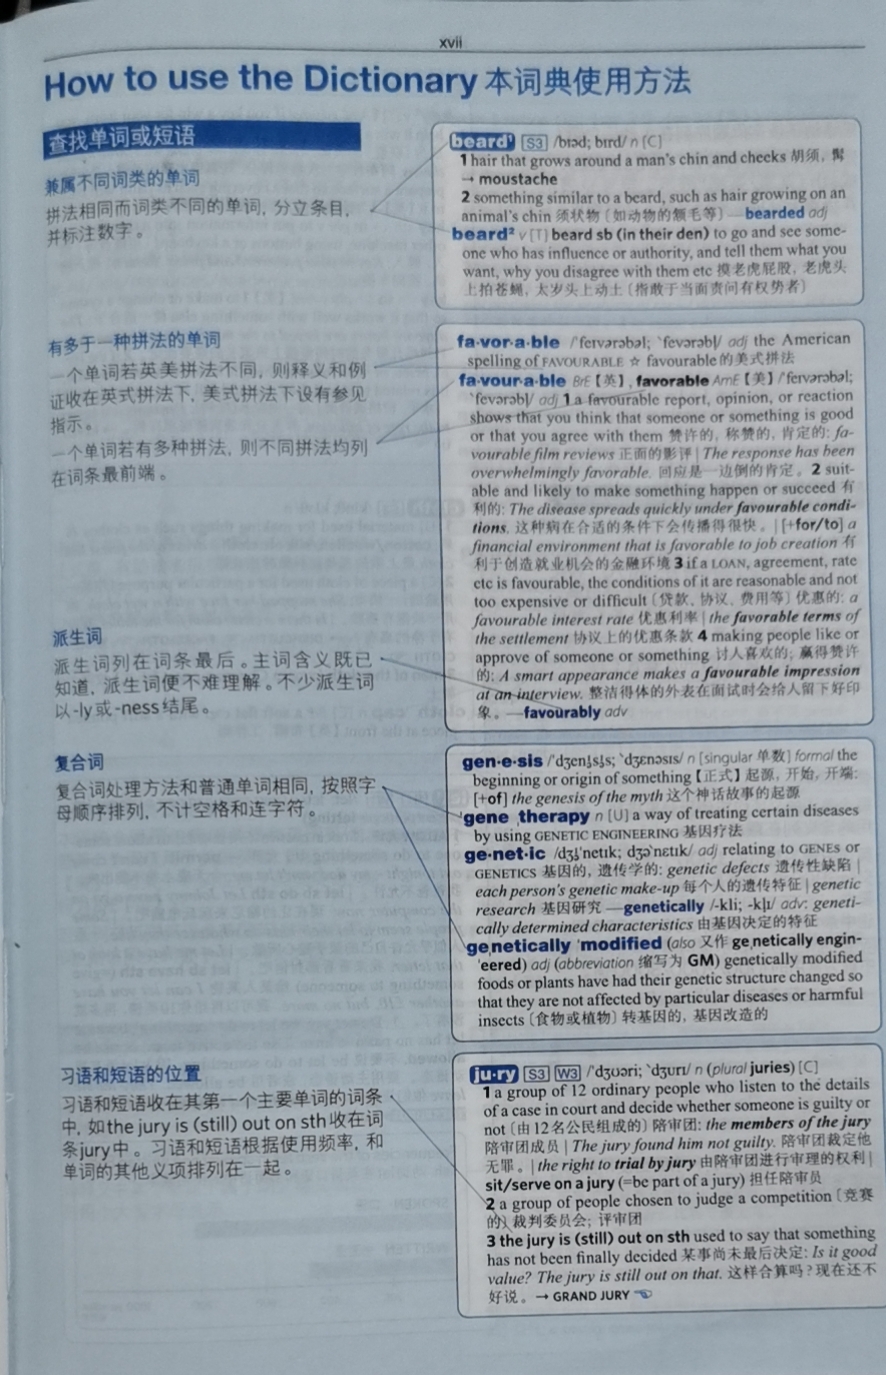 xvii
How to use the Dictionary 本词典使用方法
查找单词或短语
兼属不同词类的单词
拼法相同而词类不同的单词, 分立条目,
并标注数字。
有多于一种拼法的单词
一个单词若英美拼法不同, 则释义和例
证收在英式拼法下, 美式拼法下设有参见
指示。
一个单词若有多种拼法, 则不同拼法均列
在词条最前端。
派生词
派生词列在词条最后。主词含义既已
知道, 派生词便不难理解。不少派生词
以-ly或-ness结尾。
复合词
复合词处理方法和普通单词相同, 按照字
母顺序排列, 不计空格和连字符。
习语和短语的位置
习语和短语收在其第一个主要单词的词条
中, 如the jury is (still) out on sth收在词
条jury中。习语和短语根据使用频率, 和
单词的其他义项排列在一起。
beard¹ S3 /bɪəd; bɪrd/ n [C]
1 hair that grows around a man's chin and cheeks 胡须, 髯
→ moustache
2 something similar to a beard, such as hair growing on an
animal's chin 须状物〔如动物的颏毛等〕—bearded adj
beard² v [T] beard sb (in their den) to go and see some-
one who has influence or authority, and tell them what you
want, why you disagree with them etc 摸老虎屁股, 老虎头
上拍苍蝇, 太岁头上动土〔指敢于当面责问有权势者〕
fa·vor·a·ble /ˈfeɪvərəbəl; ˋfevərəbl̩/ adj the American
spelling of FAVOURABLE ☆ favourable的美式拼法
fa·vour·a·ble BrE【英】, favorable AmE【美】/ˈfeɪvərəbəl;
ˋfevərəbl̩/ adj 1 a favourable report, opinion, or reaction
shows that you think that someone or something is good
or that you agree with them 赞许的, 称赞的, 肯定的: fa-
vourable film reviews 正面的影评 | The response has been
overwhelmingly favorable. 回应是一边倒的肯定。2 suit-
able and likely to make something happen or succeed 有
利的: The disease spreads quickly under favourable condi-
tions. 这种病在合适的条件下会传播得很快。| [+for/to] a
financial environment that is favorable to job creation 有
利于创造就业机会的金融环境 3 if a LOAN, agreement, rate
etc is favourable, the conditions of it are reasonable and not
too expensive or difficult〔贷款、协议、费用等〕优惠的: a
favourable interest rate 优惠利率 | the favorable terms of
the settlement 协议上的优惠条款 4 making people like or
approve of someone or something 讨人喜欢的; 赢得赞许
的: A smart appearance makes a favourable impression
at an interview. 整洁得体的外表在面试时会给人留下好印
象。—favourably adv
gen·e·sis /ˈdʒenɪ̩sɪ̩s; ˋdʒɛnəsɪs/ n [singular 单数] formal the
beginning or origin of something【正式】起源, 开始, 开端:
[+of] the genesis of the myth 这个神话故事的起源
ˈgene ˌtherapy n [U] a way of treating certain diseases
by using GENETIC ENGINEERING 基因疗法
ge·net·ic /dʒɪ̩ˈnetɪk; dʒəˋnɛtɪk/ adj relating to GENEs or
GENETICS 基因的, 遗传学的: genetic defects 遗传性缺陷 |
each person's genetic make-up 每个人的遗传特征 | genetic
research 基因研究 —genetically /-kli; -kl̩ɪ/ adv: geneti-
cally determined characteristics 由基因决定的特征
geˌnetically ˈmodified (also 又作 geˌnetically engin-
ˈeered) adj (abbreviation 缩写为 GM) genetically modified
foods or plants have had their genetic structure changed so
that they are not affected by particular diseases or harmful
insects〔食物或植物〕转基因的, 基因改造的
ju·ry S3 W3 /ˈdʒʊəri; ˋdʒʊrɪ/ n (plural juries) [C]
1 a group of 12 ordinary people who listen to the details
of a case in court and decide whether someone is guilty or
not〔由12名公民组成的〕陪审团: the members of the jury
陪审团成员 | The jury found him not guilty. 陪审团裁定他
无罪。| the right to trial by jury 由陪审团进行审理的权利 |
sit/serve on a jury (=be part of a jury) 担任陪审员
2 a group of people chosen to judge a competition〔竞赛
的〕裁判委员会; 评审团
3 the jury is (still) out on sth used to say that something
has not been finally decided 某事尚未最后决定: Is it good
value? The jury is still out on that. 这样合算吗？现在还不
好说。→ GRAND JURY